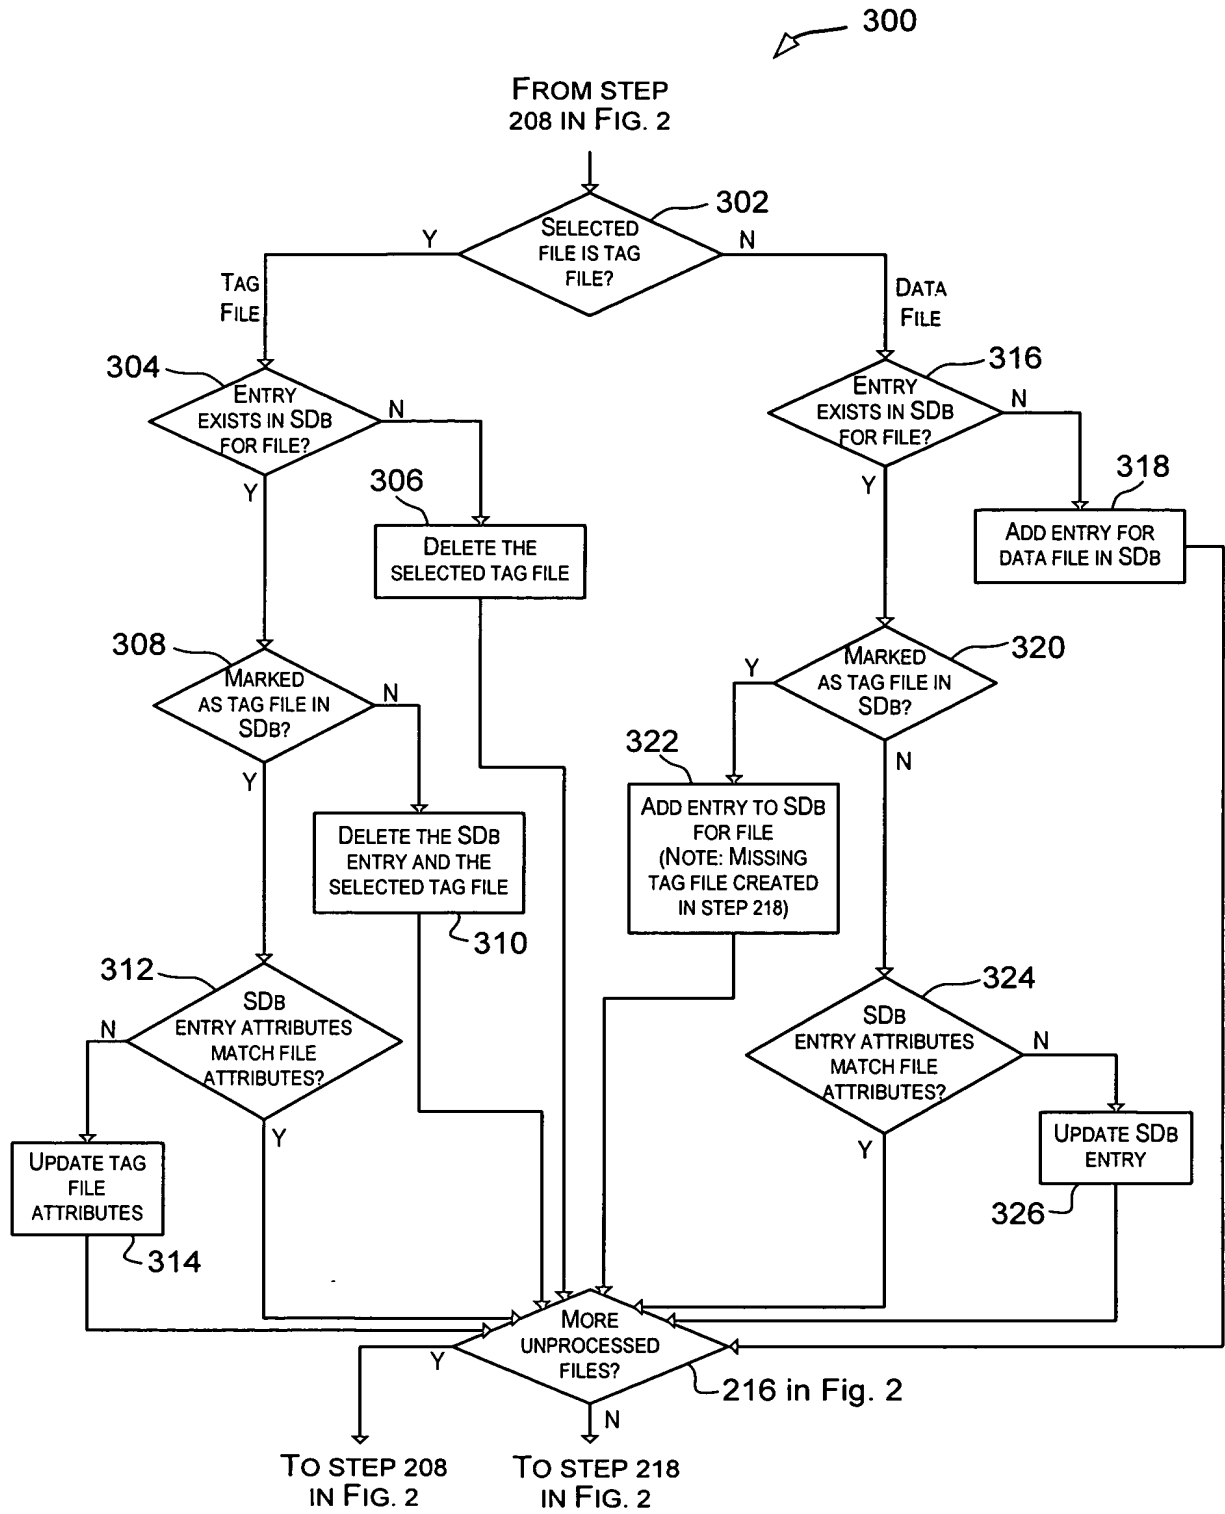 300
FROM STEP
208 IN FIG. 2
302
SELECTED
FILE IS TAG
FILE?
Y
N
TAG
FILE
DATA
FILE
304
ENTRY
EXISTS IN SDB
FOR FILE?
N
Y
316
ENTRY
EXISTS IN SDB
FOR FILE?
N
Y
306
DELETE THE
SELECTED TAG FILE
318
ADD ENTRY FOR
DATA FILE IN SDB
308
MARKED
AS TAG FILE IN
SDB?
N
Y
320
MARKED
AS TAG FILE IN
SDB?
Y
N
310
DELETE THE SDB
ENTRY AND THE
SELECTED TAG FILE
322
ADD ENTRY TO SDB
FOR FILE
(NOTE: MISSING
TAG FILE CREATED
IN STEP 218)
312
SDB
ENTRY ATTRIBUTES
MATCH FILE
ATTRIBUTES?
N
Y
324
SDB
ENTRY ATTRIBUTES
MATCH FILE
ATTRIBUTES?
N
Y
UPDATE TAG
FILE
ATTRIBUTES
314
UPDATE SDB
ENTRY
326
MORE
UNPROCESSED
FILES?
Y
N
216 in Fig. 2
TO STEP 208
IN FIG. 2
TO STEP 218
IN FIG. 2